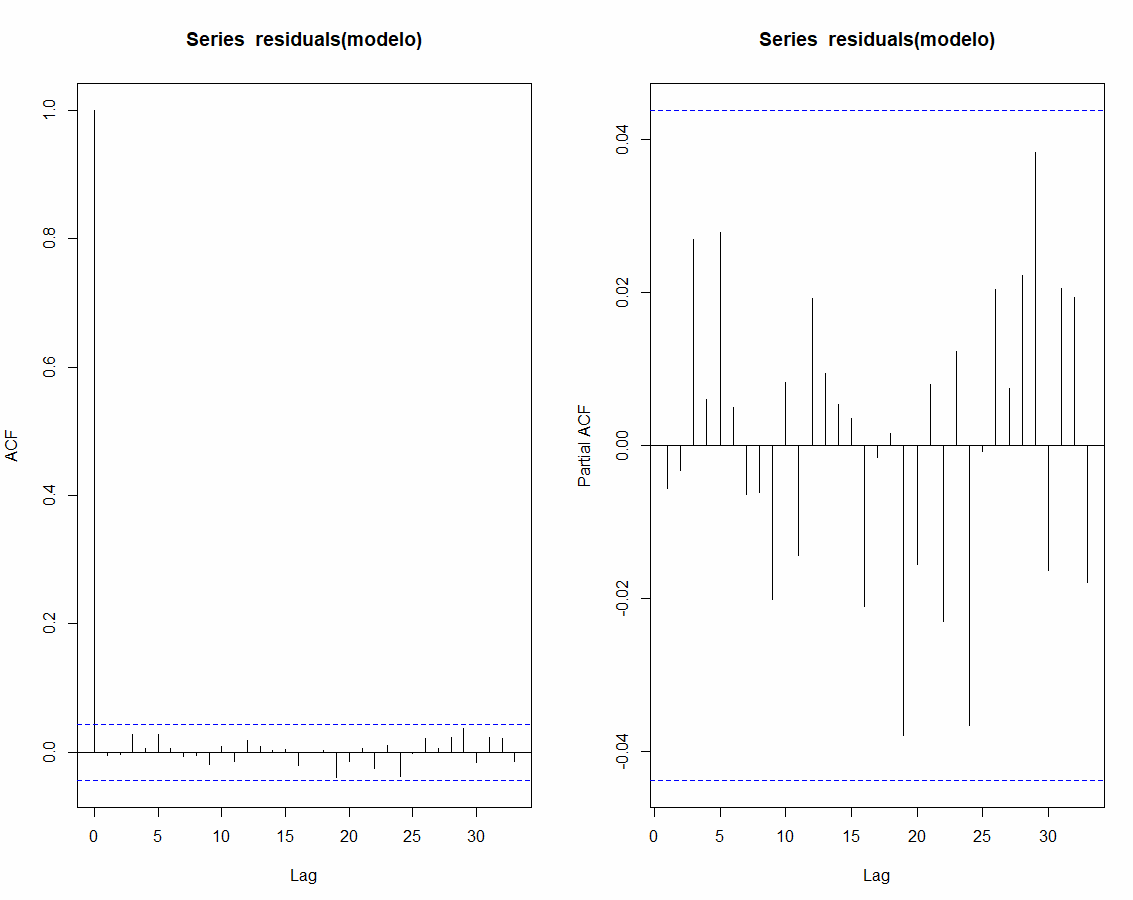 Series residuals(modelo)
ACF
1.0
0.8
0.6
0.4
0.2
0.0
0 5 10 15 20 25 30
Lag
Series residuals(modelo)
Partial ACF
0.04
0.02
0.00
-0.02
-0.04
0 5 10 15 20 25 30
Lag